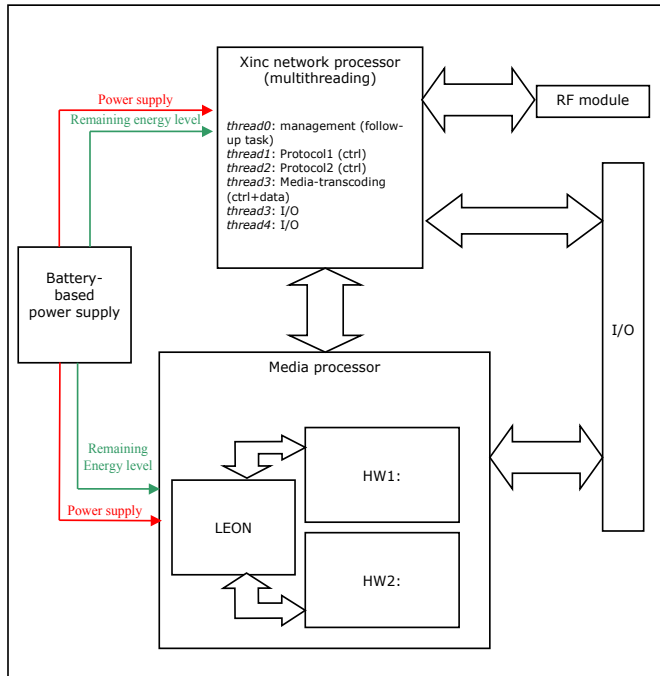 Xinc network processor
(multithreading)
Power supply
Remaining energy level
thread0: management (follow-
up task)
thread1: Protocol1 (ctrl)
thread2: Protocol2 (ctrl)
thread3: Media-transcoding
(ctrl+data)
thread3: I/O
thread4: I/O
RF module
Battery-
based
power supply
I/O
Media processor
Remaining
Energy level
Power supply
LEON
HW1:
HW2: